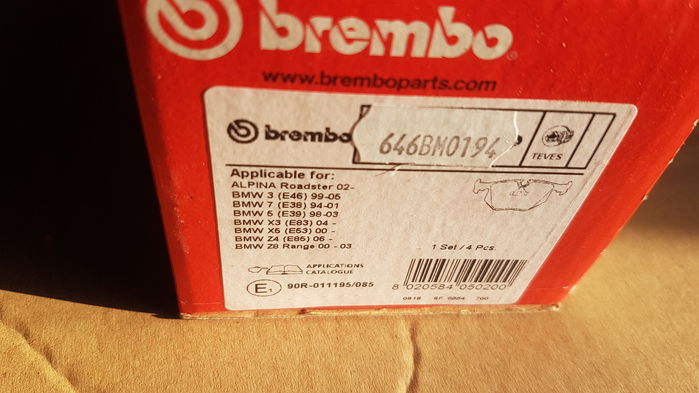 brembo
www.bremboparts.com
brembo
646BM0194
TEVES
Applicable for:
ALPINA Roadster 02-
BMW 3 (E46) 99-05
BMW 7 (E38) 94-01
BMW 5 (E39) 98-03
BMW X3 (E83) 04 -
BMW X5 (E53) 00 -
BMW Z4 (E85) 06 -
BMW Z8 Range 00 - 03
1 Set / 4 Pcs.
APPLICATIONS
CATALOGUE
E1 90R-011195/085
8 020584 050200